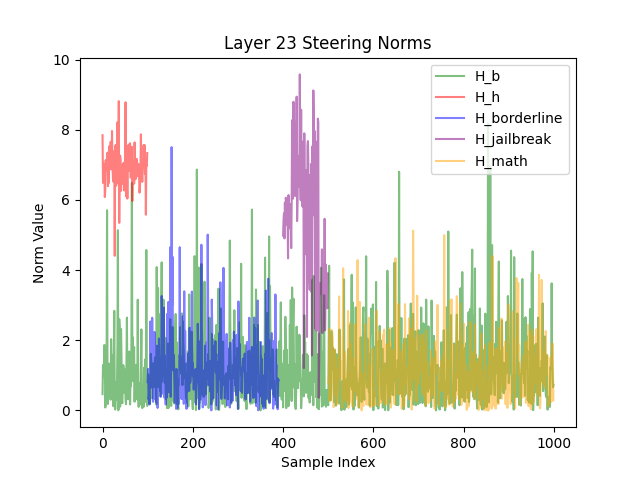 Layer 23 Steering Norms
H_b
H_h
H_borderline
H_jailbreak
H_math
Norm Value
10
8
6
4
2
0
0 200 400 600 800 1000
Sample Index